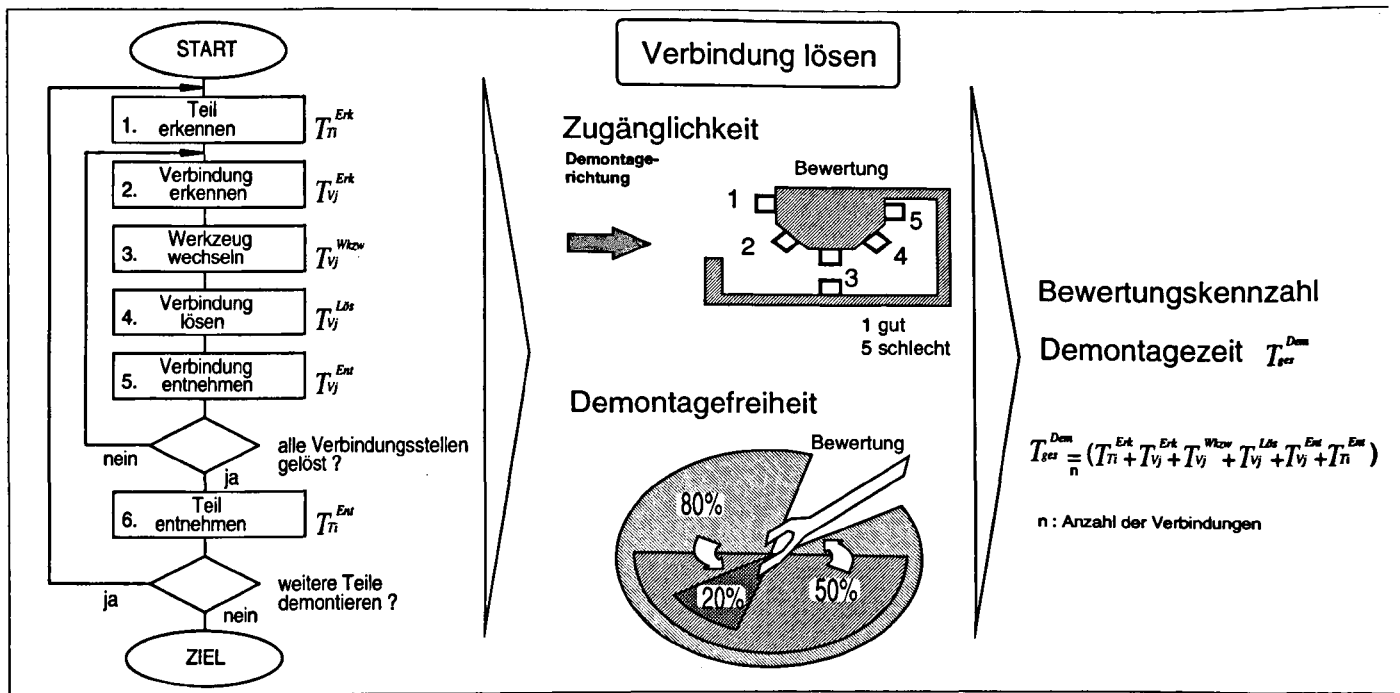 START
1. Teil
erkennen
T_Ti^Erk
2. Verbindung
erkennen
T_Vj^Erk
3. Werkzeug
wechseln
T_Vj^Wkzw
4. Verbindung
lösen
T_Vj^Lös
5. Verbindung
entnehmen
T_Vj^Ent
nein
alle Verbindungsstellen
gelöst ?
ja
6. Teil
entnehmen
T_Ti^Ent
ja
weitere Teile
demontieren ?
nein
ZIEL
Verbindung lösen
Zugänglichkeit
Demontage-
richtung
Bewertung
1
2
3
4
5
1 gut
5 schlecht
Demontagefreiheit
Bewertung
80%
20%
50%
Bewertungskennzahl
Demontagezeit T_ges^Dem
T_ges^Dem = (T_Ti^Erk + T_Vj^Erk + T_Vj^Wkzw + T_Vj^Lös + T_Vj^Ent + T_Ti^Ent)
n
n : Anzahl der Verbindungen